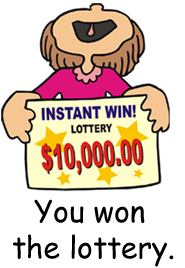 INSTANT WIN!
LOTTERY
$10,000.00
You won
the lottery.